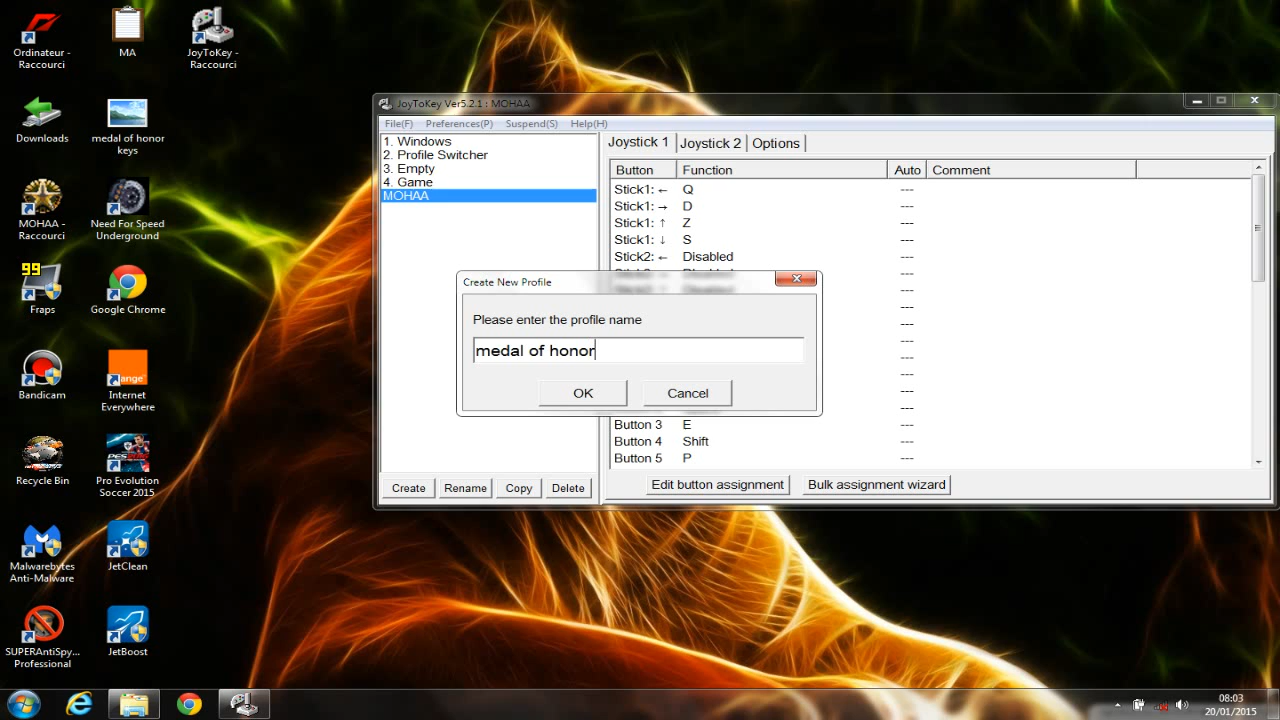 Ordinateur -
Raccourci
MA
JoyToKey -
Raccourci
Downloads
medal of honor
keys
MOHAA -
Raccourci
Need For Speed
Underground
99
Fraps
Google Chrome
Bandicam
ange
Internet
Everywhere
Recycle Bin
Pro Evolution
Soccer 2015
Malwarebytes
Anti-Malware
JetClean
SUPERAntiSpy...
Professional
JetBoost
JoyToKey Ver5.2.1 : MOHAA
File(F) Preferences(P) Suspend(S) Help(H)
1. Windows
2. Profile Switcher
3. Empty
4. Game
MOHAA
Create Rename Copy Delete
Joystick 1 Joystick 2 Options
Button Function Auto Comment
Stick1: ← Q ---
Stick1: → D ---
Stick1: ↑ Z ---
Stick1: ↓ S ---
Stick2: ← Disabled ---
---
---
---
---
---
---
---
---
---
Button 3 E ---
Button 4 Shift ---
Button 5 P ---
Edit button assignment Bulk assignment wizard
Create New Profile
Please enter the profile name
medal of honor
OK Cancel
08:03
20/01/2015